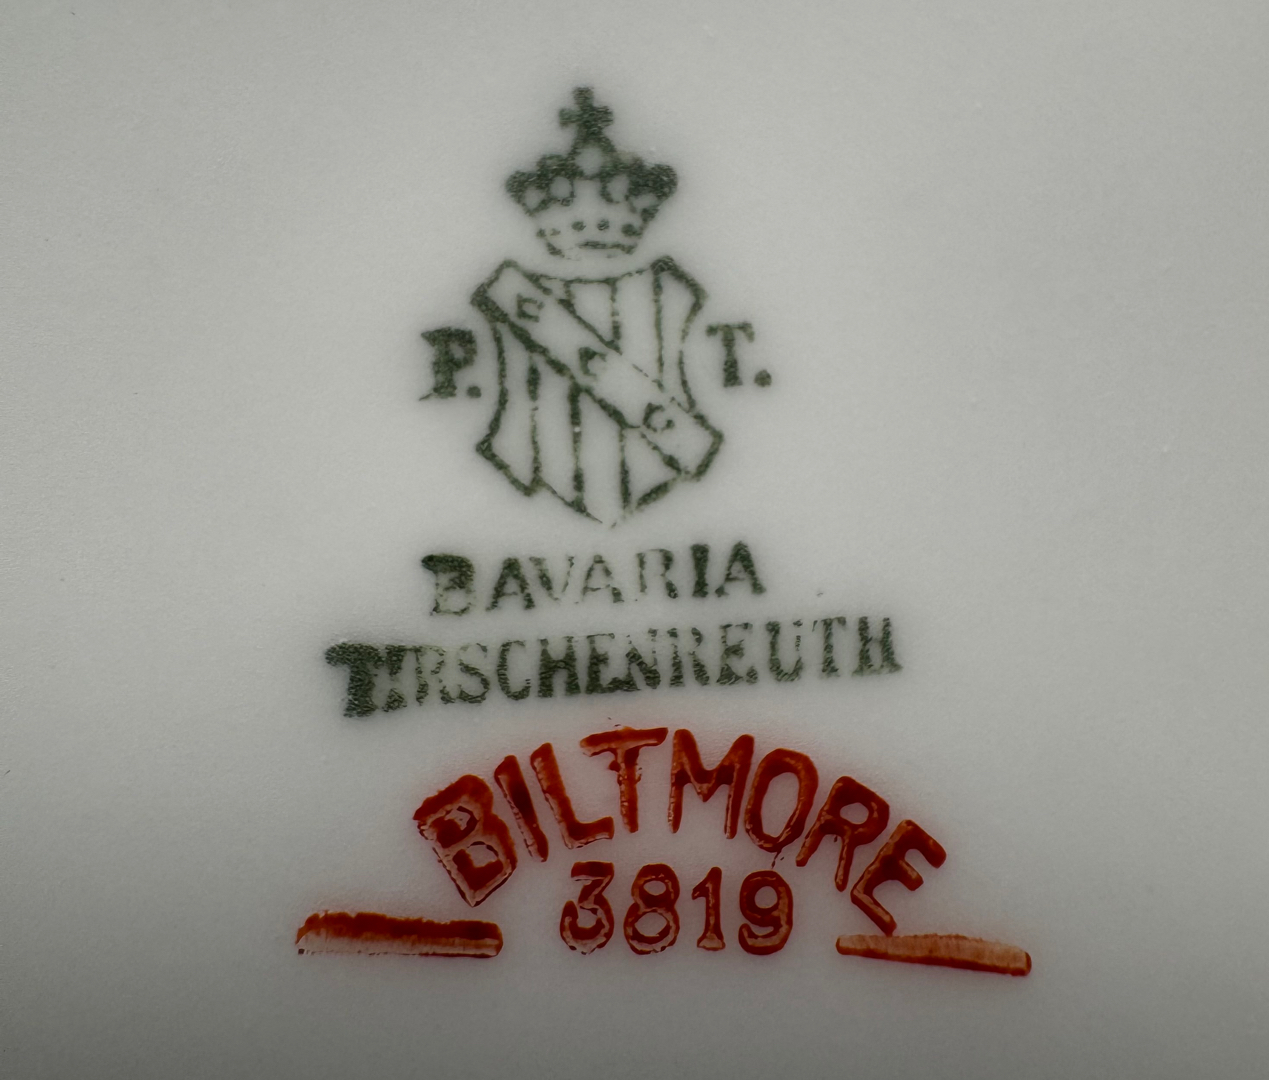 P. T.
C C C
BAVARIA
TIRSCHENREUTH
BILTMORE
3819